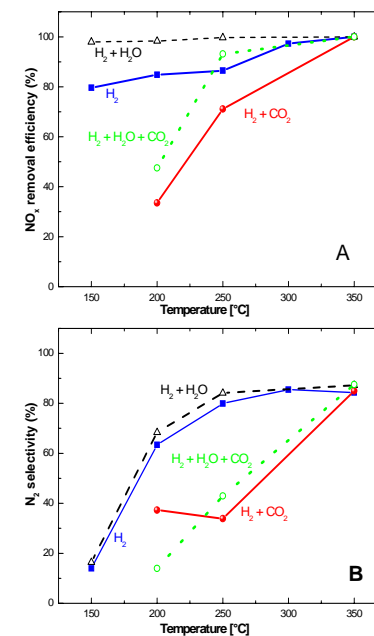 100
80
60
40
20
0
NOx removal efficiency (%)
H₂ + H₂O
H₂
H₂ + H₂O + CO₂
H₂ + CO₂
A
150 200 250 300 350
Temperature [°C]
100
80
60
40
20
0
N₂ selectivity (%)
H₂ + H₂O
H₂ + H₂O + CO₂
H₂ + CO₂
H₂
B
150 200 250 300 350
Temperature [°C]